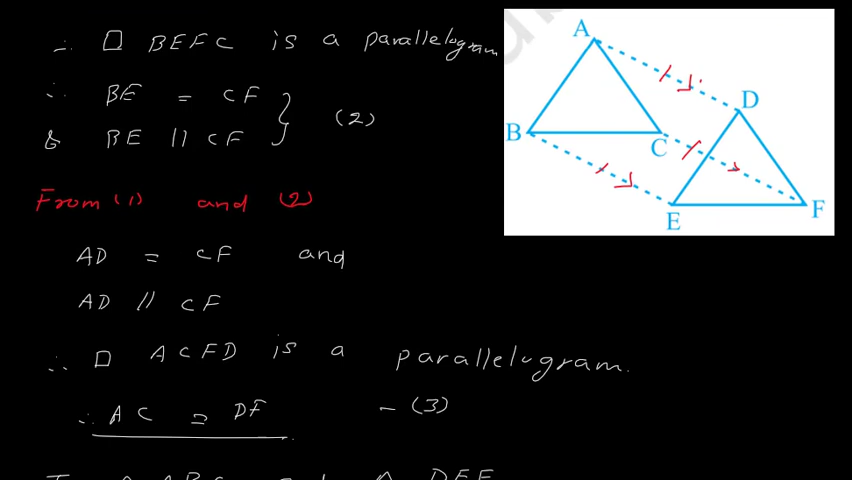 ∴ □ BEFC is a parallelogram
∴ BE = CF
& BE || CF } (2)
From (1) and (2)
AD = CF and
AD // CF
∴ □ ACFD is a parallelogram.
∴ AC = DF - (3)
A
D
B
C
E
F